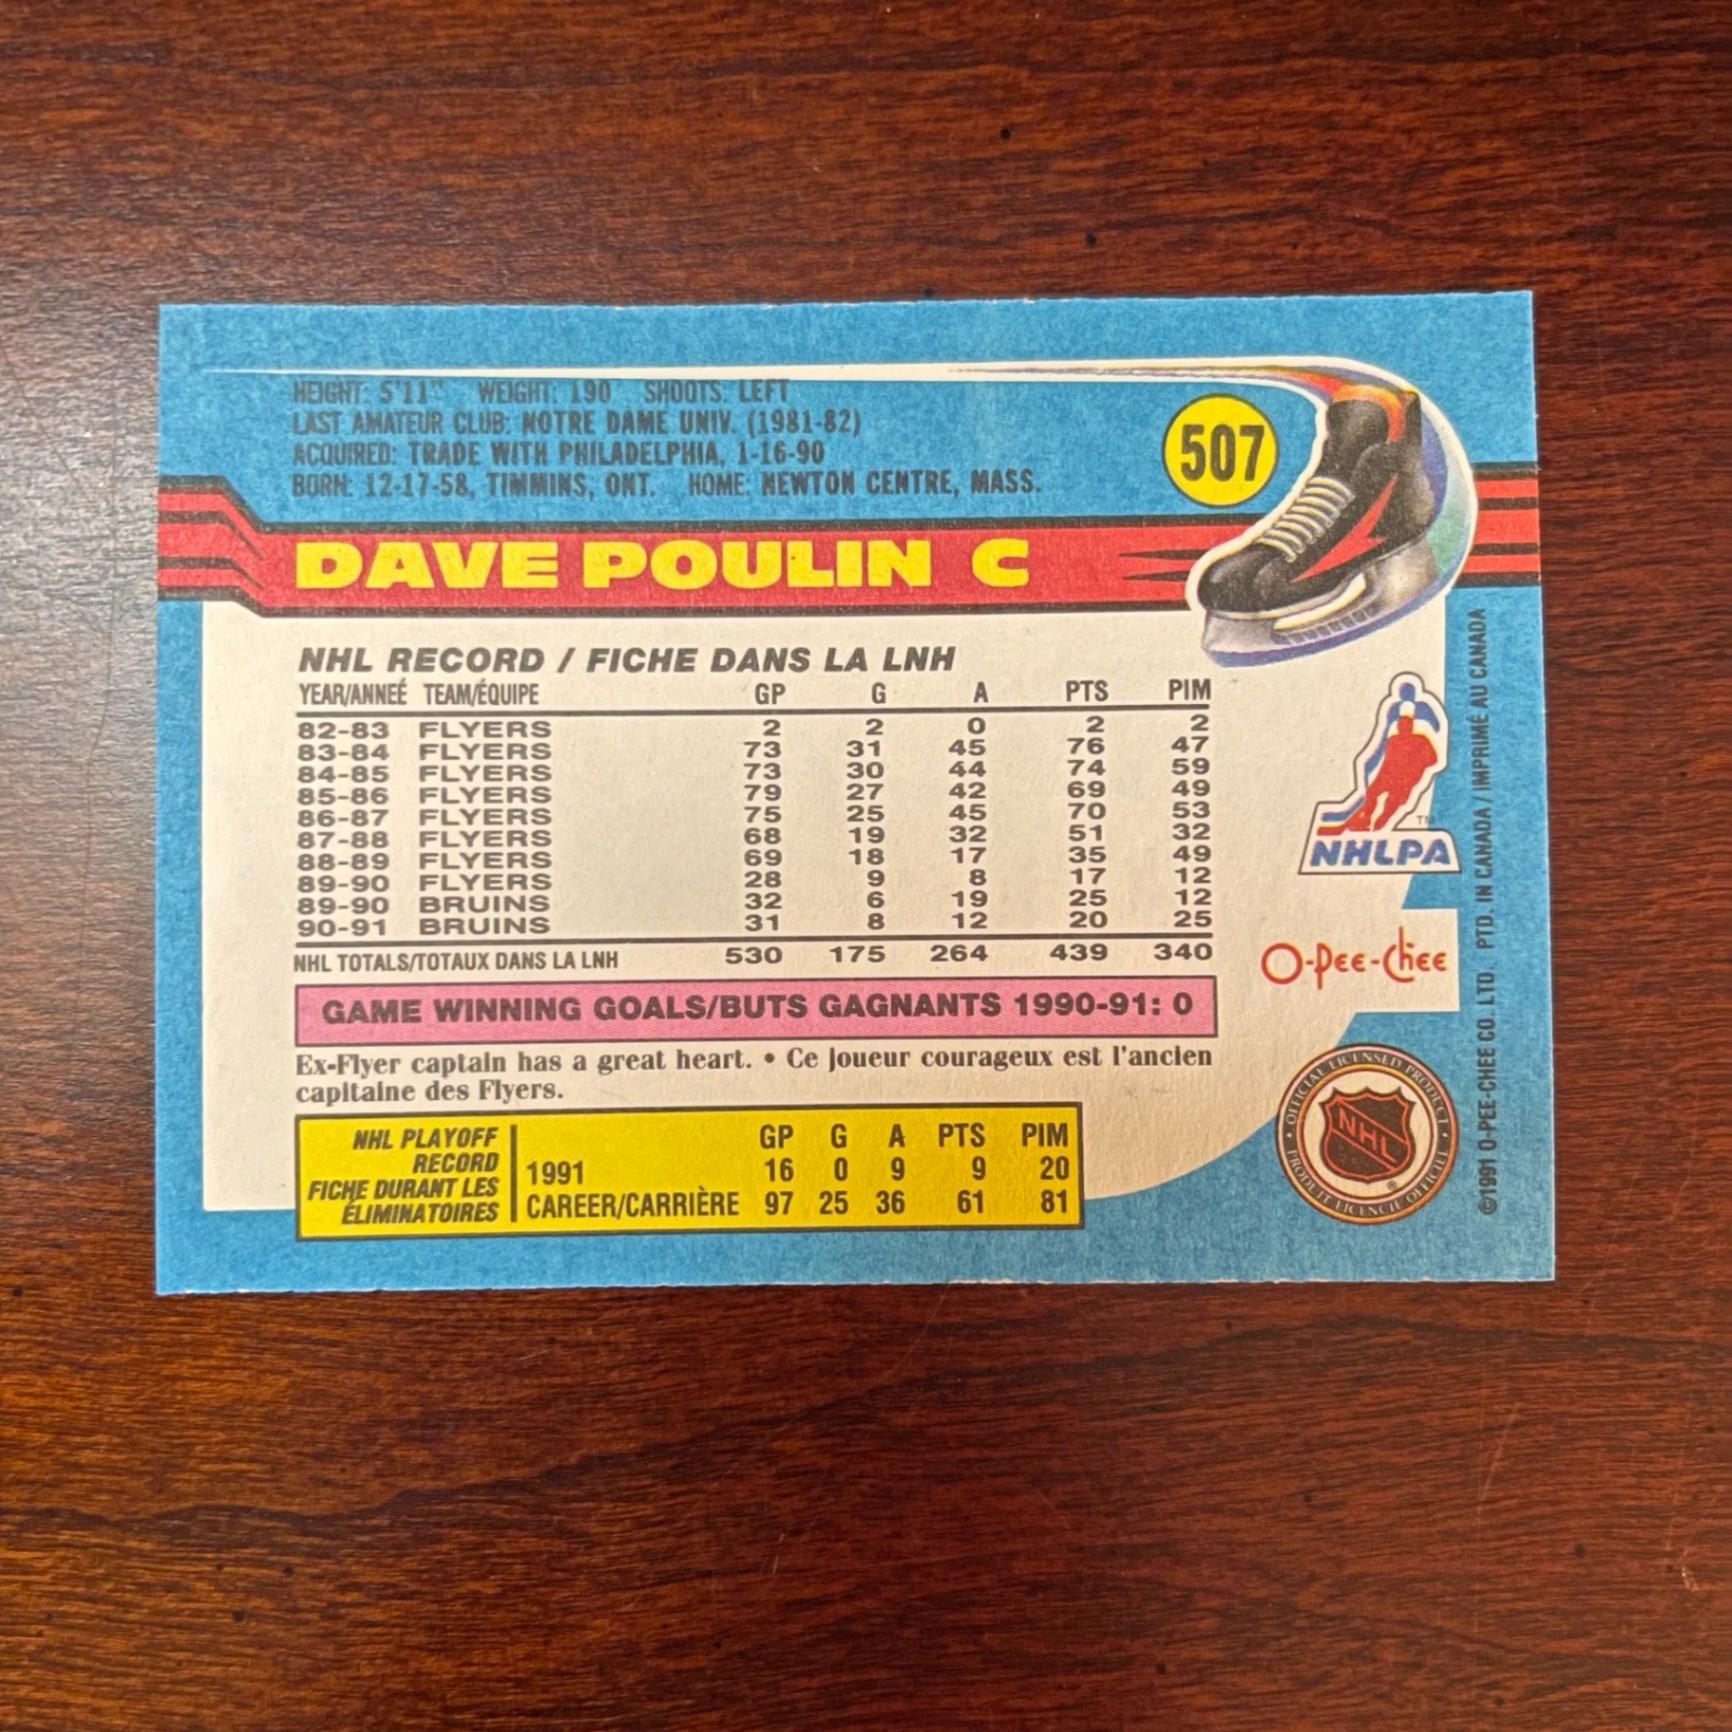 HEIGHT: 5'11" WEIGHT: 190 SHOOTS: LEFT
LAST AMATEUR CLUB: NOTRE DAME UNIV. (1981-82)
ACQUIRED: TRADE WITH PHILADELPHIA, 1-16-90
BORN: 12-17-58, TIMMINS, ONT. HOME: NEWTON CENTRE, MASS.
507
DAVE POULIN C
NHL RECORD / FICHE DANS LA LNH
YEAR/ANNEÉ TEAM/ÉQUIPE GP G A PTS PIM
82-83 FLYERS 2 2 0 2 2
83-84 FLYERS 73 31 45 76 47
84-85 FLYERS 73 30 44 74 59
85-86 FLYERS 79 27 42 69 49
86-87 FLYERS 75 25 45 70 53
87-88 FLYERS 68 19 32 51 32
88-89 FLYERS 69 18 17 35 49
89-90 FLYERS 28 9 8 17 12
89-90 BRUINS 32 6 19 25 12
90-91 BRUINS 31 8 12 20 25
NHL TOTALS/TOTAUX DANS LA LNH 530 175 264 439 340
GAME WINNING GOALS/BUTS GAGNANTS 1990-91: 0
Ex-Flyer captain has a great heart. • Ce joueur courageux est l'ancien
capitaine des Flyers.
NHL PLAYOFF
RECORD
FICHE DURANT LES
ÉLIMINATOIRES
GP G A PTS PIM
1991 16 0 9 9 20
CAREER/CARRIÈRE 97 25 36 61 81
TM
NHLPA
O-Pee-Chee
OFFICIAL LICENSED PRODUCT
NHL
®
PRODUIT LICENCIÉ OFFICIEL
©1991 O-PEE-CHEE CO. LTD. PTD. IN CANADA / IMPRIMÉ AU CANADA